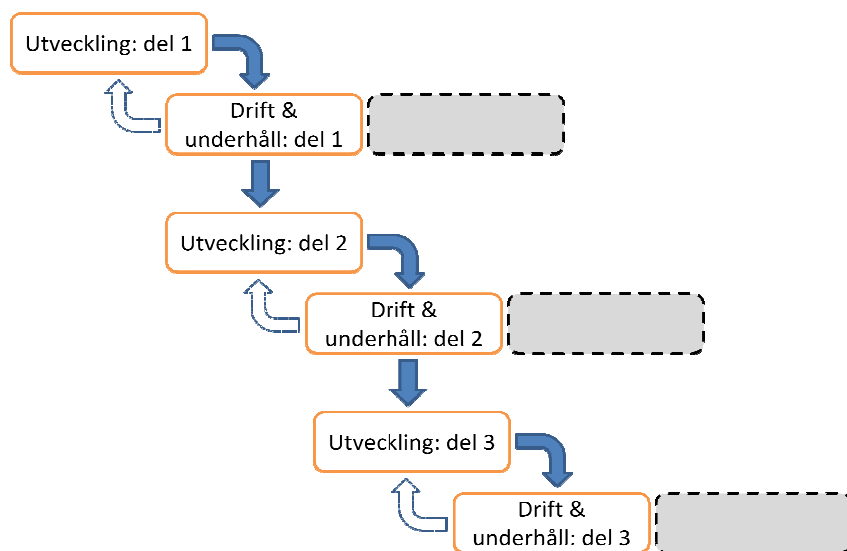 Utveckling: del 1
Drift &
underhåll: del 1
Utveckling: del 2
Drift &
underhåll: del 2
Utveckling: del 3
Drift &
underhåll: del 3